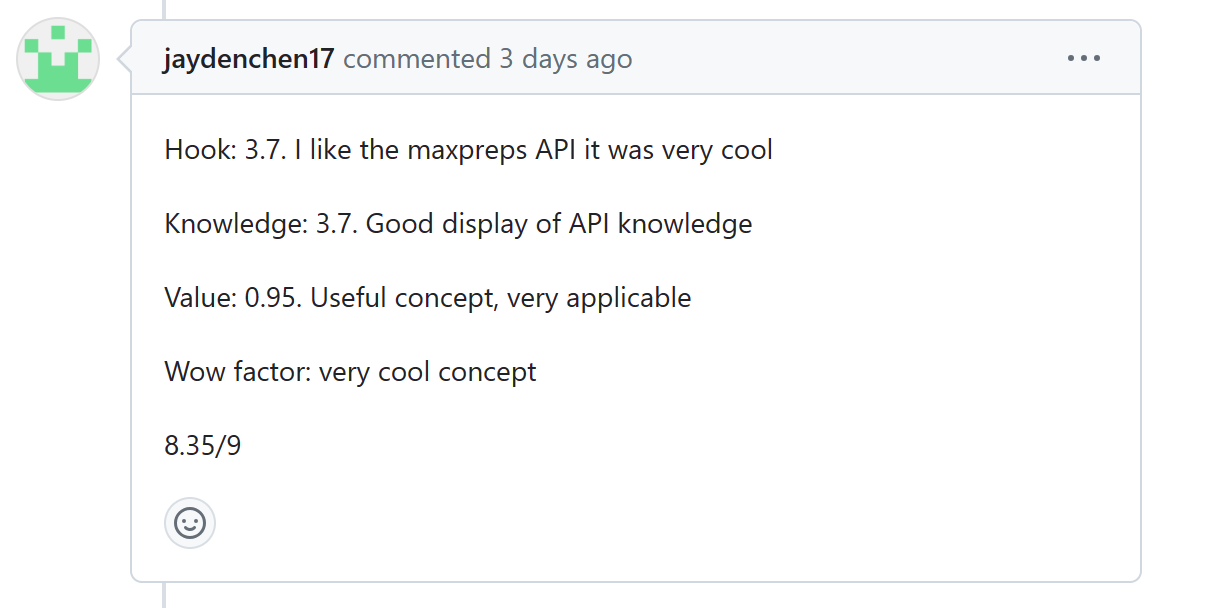 jaydenchen17 commented 3 days ago
Hook: 3.7. I like the maxpreps API it was very cool
Knowledge: 3.7. Good display of API knowledge
Value: 0.95. Useful concept, very applicable
Wow factor: very cool concept
8.35/9